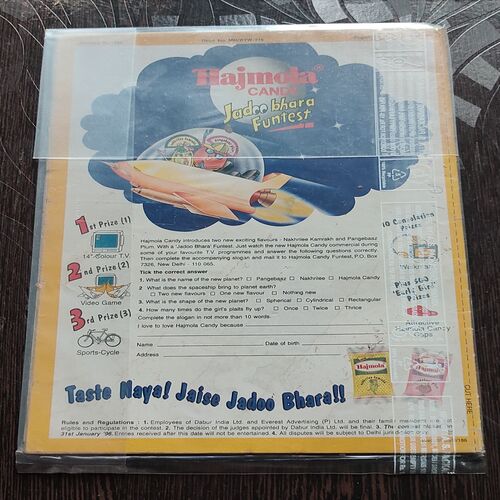 Hajmola®
CANDY
Jadoo bhara
Funtest
1st Prize (1)
14" Colour T.V.
2nd Prize (2)
Video Game
3rd Prize (3)
Sports-Cycle
10 Consolation
Prizes
Walkman
Plus
Early Bird
Prizes
Attractive
Hajmola Candy
Caps
Hajmola Candy introduces two new exciting flavours - Nakhrilee Kamrakh and Pangebaaz
Plum. With a 'Jadoo Bhara' Funtest. Just watch the new Hajmola Candy commercial during
some of your favourite T.V. programmes and answer the following questions correctly.
Then complete the accompanying slogan and mail it to Hajmola Candy Funtest, P.O. Box
7326, New Delhi - 110 065.
Tick the correct answer
1. What is the name of the new planet? Pangebaaz Nakhrilee Hajmola Candy
2. What does the spaceship bring to planet earth?
Two new flavours One new flavour Nothing new
3. What is the shape of the new planet? Spherical Cylindrical Rectangular
4. How many times do the girl's plaits fly up? Once Twice Thrice
Complete the slogan in not more than 10 words.
I love to love Hajmola Candy because
Name Date of birth
Address
Hajmola
Hajmola
Taste Naya! Jaise Jadoo Bhara!!
CUT HERE
Rules and Regulations : 1. Employees of Dabur India Ltd. and Everest Advertising (P) Ltd. and their family members are not
eligible to participate in the contest. 2. The decision of the judges appointed by Dabur India Ltd. will be final. 3. The contest closes on
31st January '96. Entries received after this date will not be entertained. 4. All disputes will be subject to Delhi jurisdiction